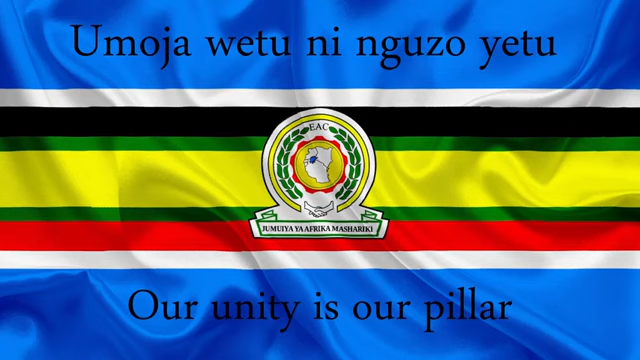 Umoja wetu ni nguzo yetu
EAC
JUMUIYA YA AFRIKA MASHARIKI
Our unity is our pillar